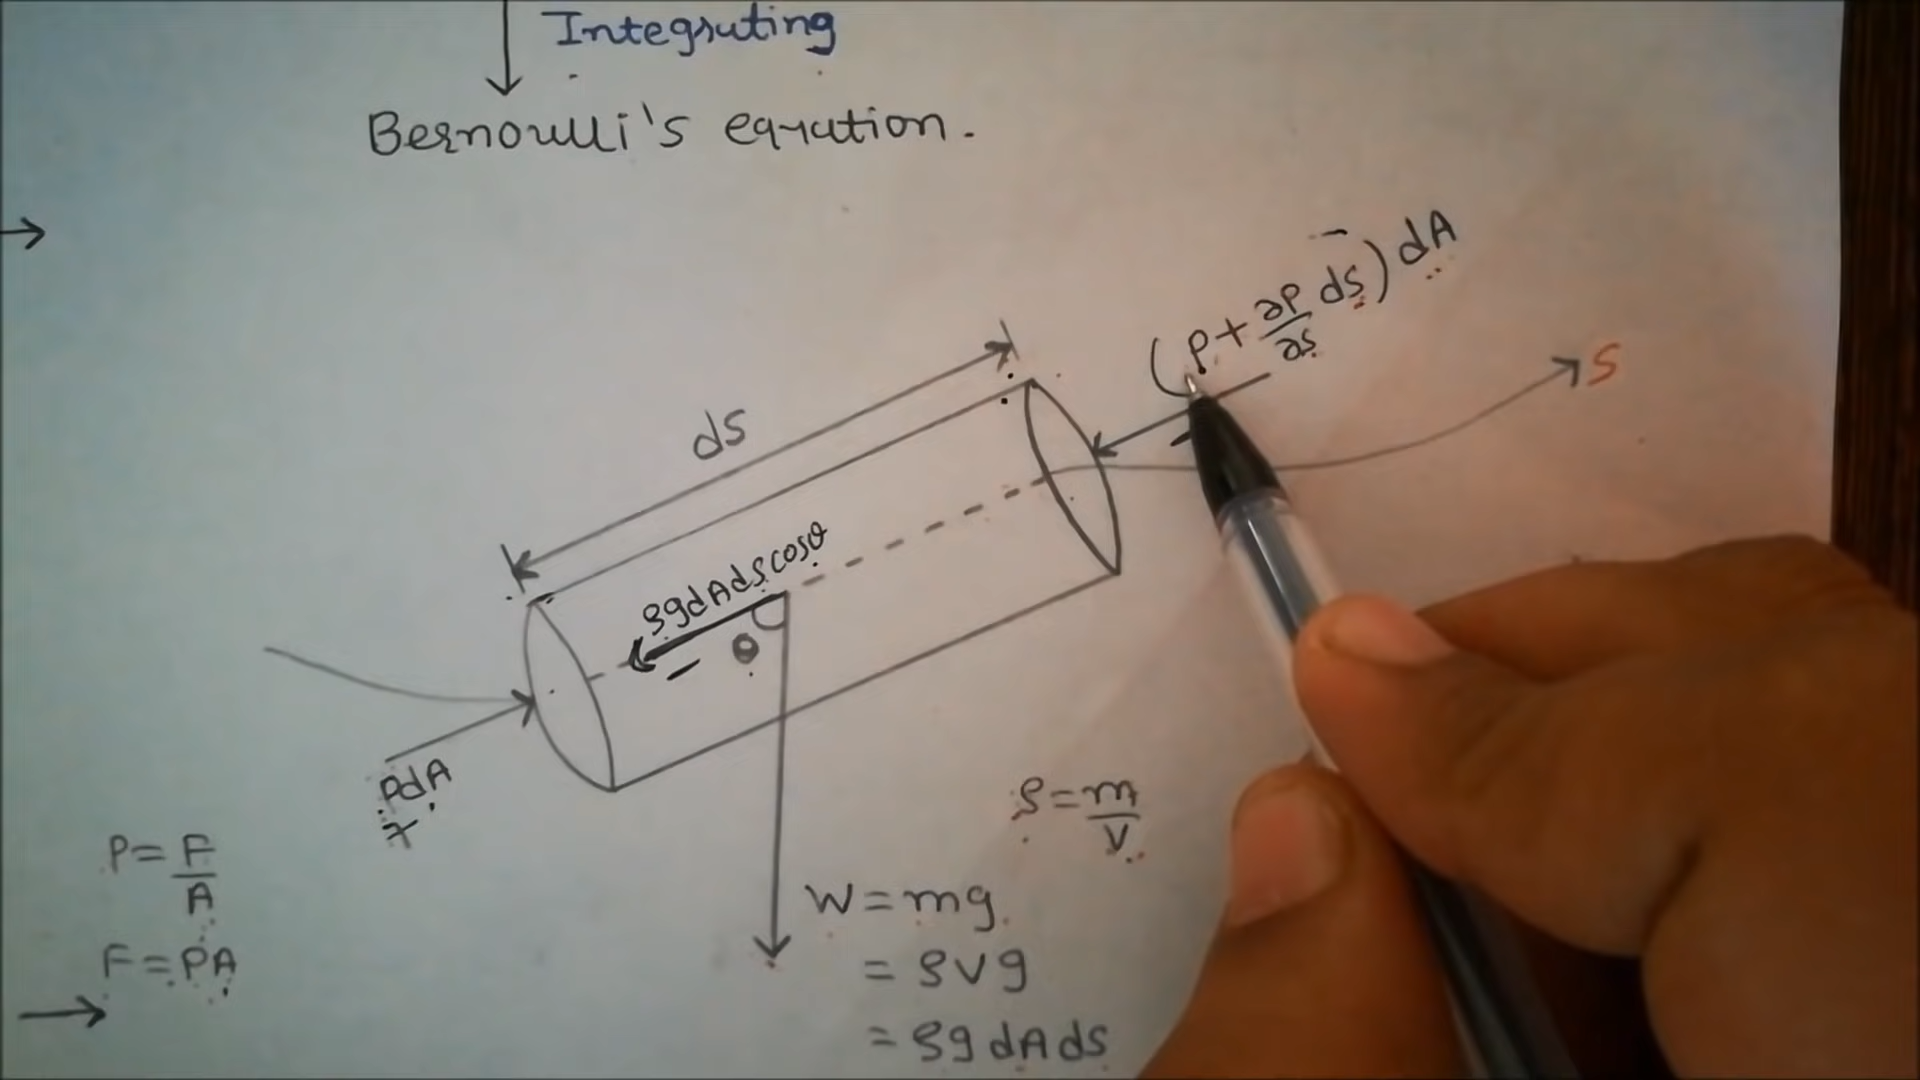 Integrating
Bernoulli's equation.
(P + ∂P/∂s ds) dA
S
ds
ρgdAdscosθ
θ
PdA
+
P = F/A
F = PA
ρ = m/V
W = mg
= ρVg
= ρg dA ds